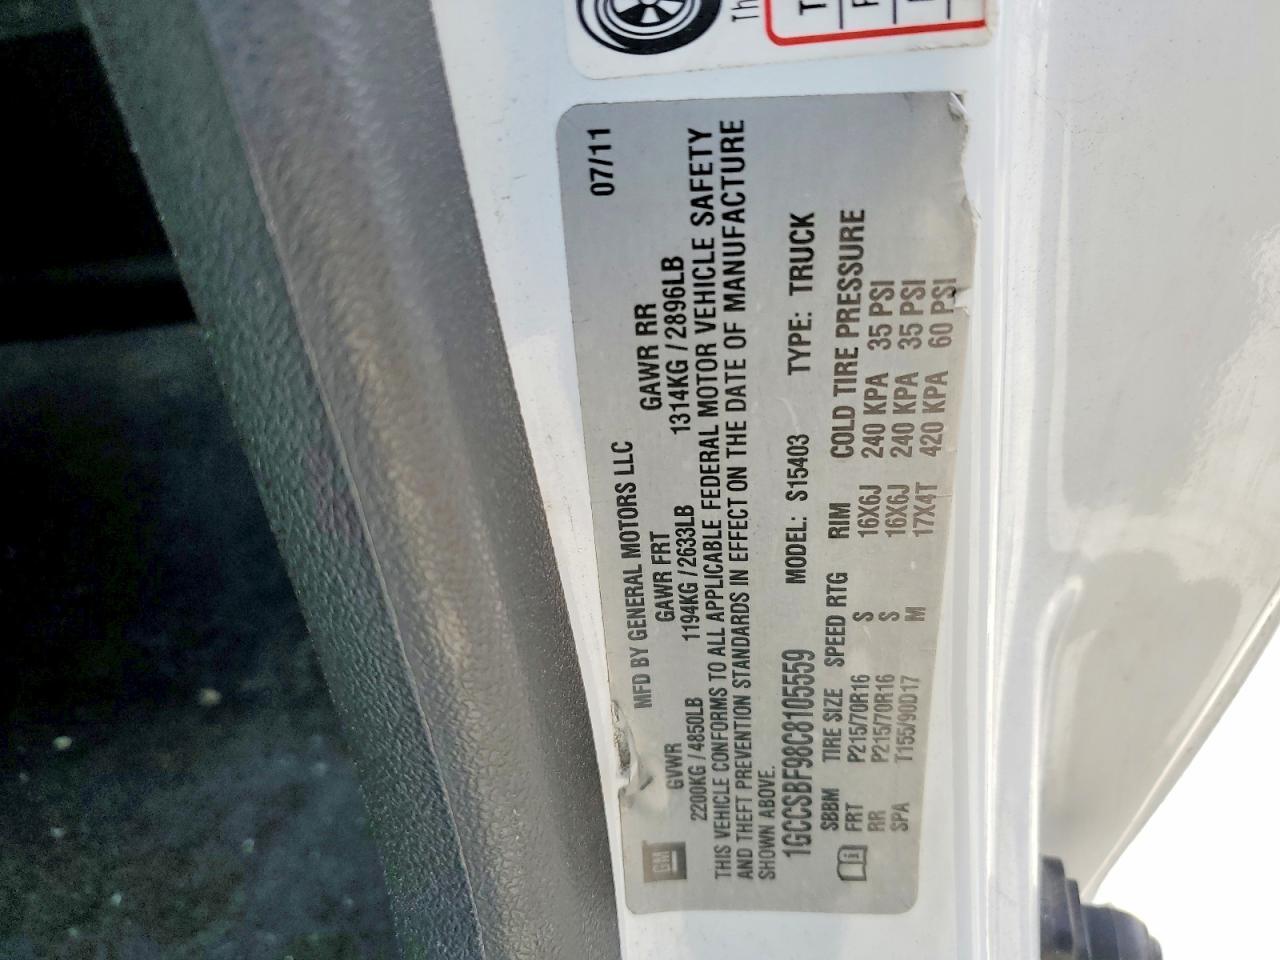 Th
T
F
07/11
GM
MFD BY GENERAL MOTORS LLC
GVWR GAWR FRT GAWR RR
2200KG / 4850LB 1194KG / 2633LB 1314KG / 2896LB
THIS VEHICLE CONFORMS TO ALL APPLICABLE FEDERAL MOTOR VEHICLE SAFETY
AND THEFT PREVENTION STANDARDS IN EFFECT ON THE DATE OF MANUFACTURE
SHOWN ABOVE.
1GCCSBF98C8105559 MODEL: S15403 TYPE: TRUCK
SBBM TIRE SIZE SPEED RTG RIM COLD TIRE PRESSURE
FRT P215/70R16 S 16X6J 240 KPA 35 PSI
RR P215/70R16 S 16X6J 240 KPA 35 PSI
SPA T155/90D17 M 17X4T 420 KPA 60 PSI